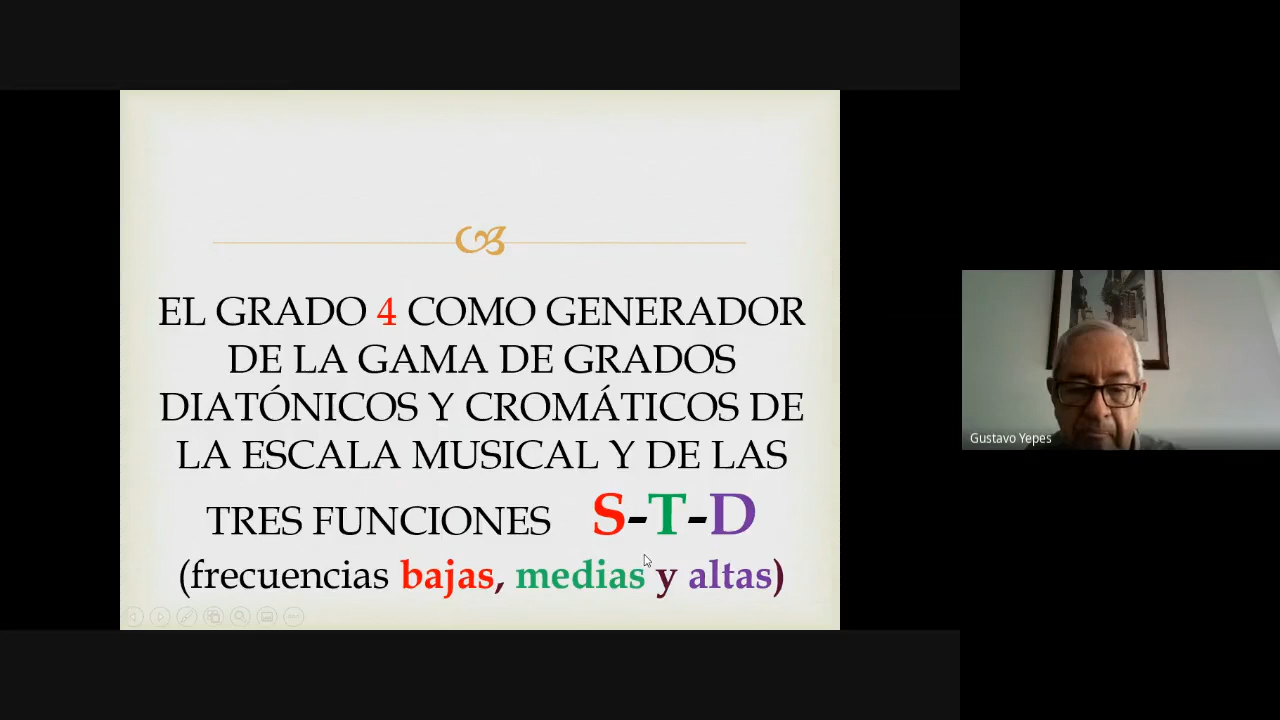 EL GRADO 4 COMO GENERADOR
DE LA GAMA DE GRADOS
DIATÓNICOS Y CROMÁTICOS DE
LA ESCALA MUSICAL Y DE LAS
TRES FUNCIONES S-T-D
(frecuencias bajas, medias y altas)
Gustavo Yepes